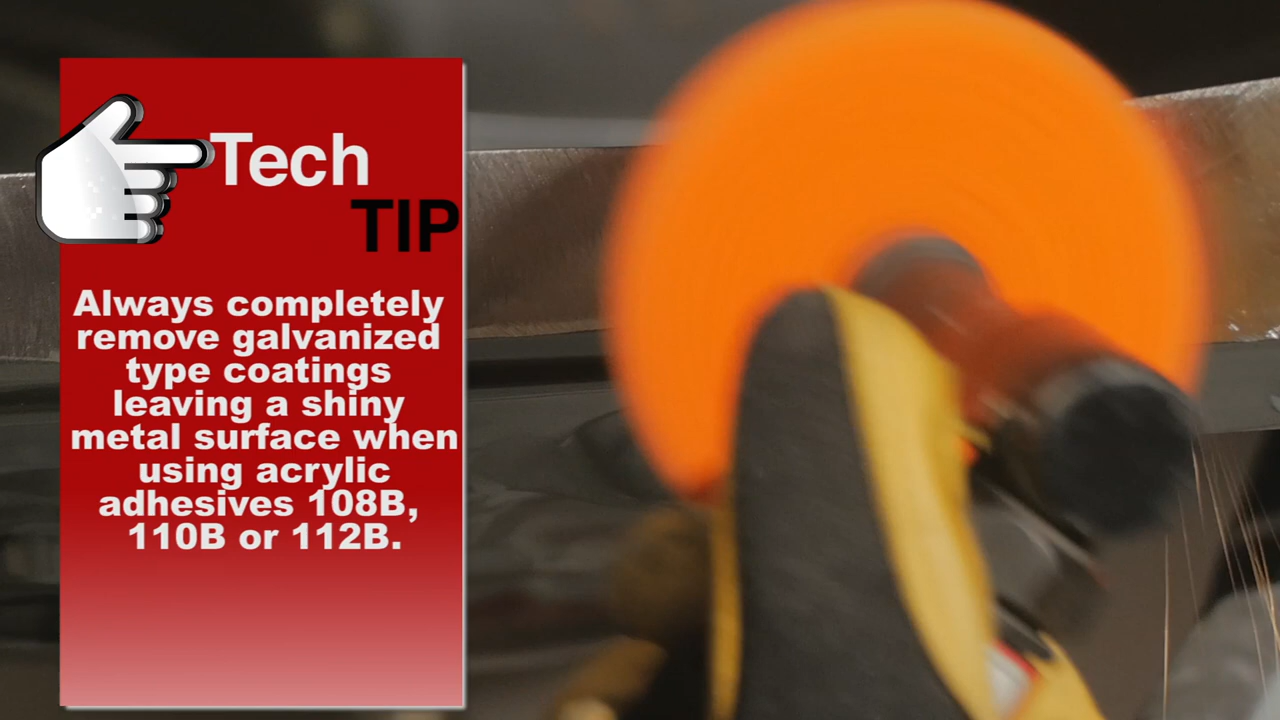 Tech
TIP
Always completely
remove galvanized
type coatings
leaving a shiny
metal surface when
using acrylic
adhesives 108B,
110B or 112B.